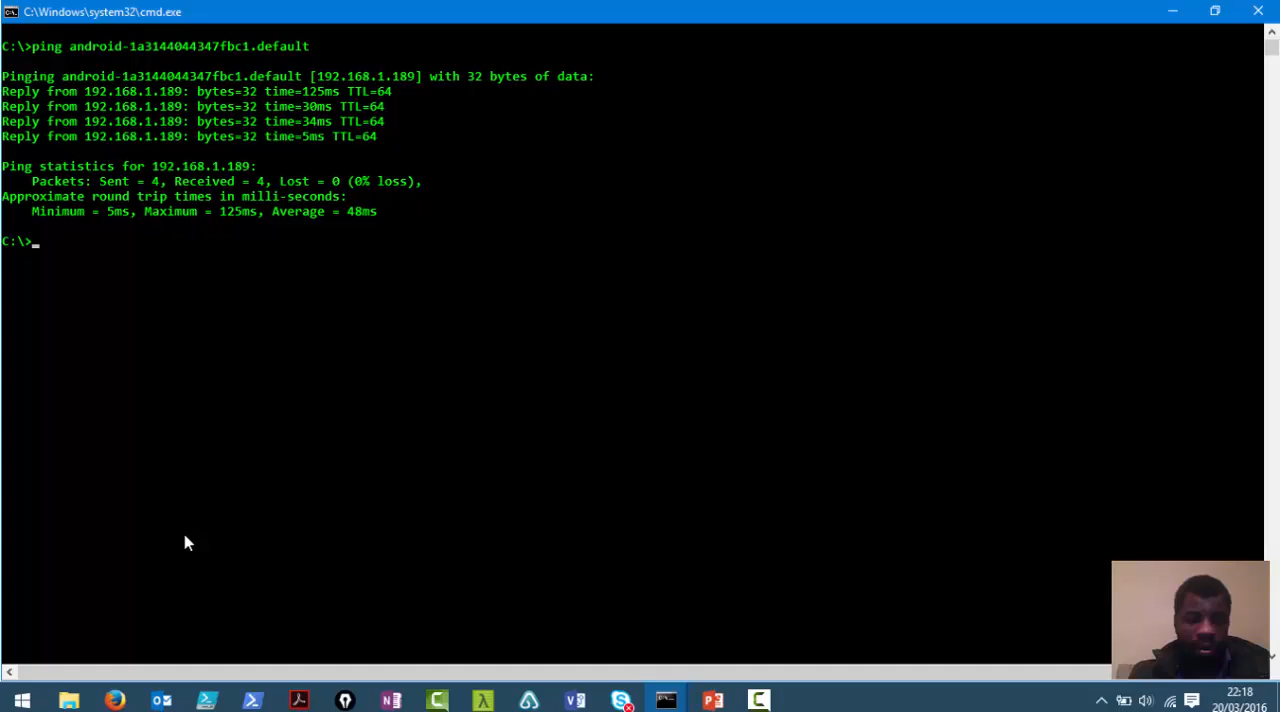 C:\Windows\system32\cmd.exe
C:\>ping android-1a3144044347fbc1.default
Pinging android-1a3144044347fbc1.default [192.168.1.189] with 32 bytes of data:
Reply from 192.168.1.189: bytes=32 time=125ms TTL=64
Reply from 192.168.1.189: bytes=32 time=30ms TTL=64
Reply from 192.168.1.189: bytes=32 time=34ms TTL=64
Reply from 192.168.1.189: bytes=32 time=5ms TTL=64
Ping statistics for 192.168.1.189:
Packets: Sent = 4, Received = 4, Lost = 0 (0% loss),
Approximate round trip times in milli-seconds:
Minimum = 5ms, Maximum = 125ms, Average = 48ms
C:\>_
22:18
20/03/2016